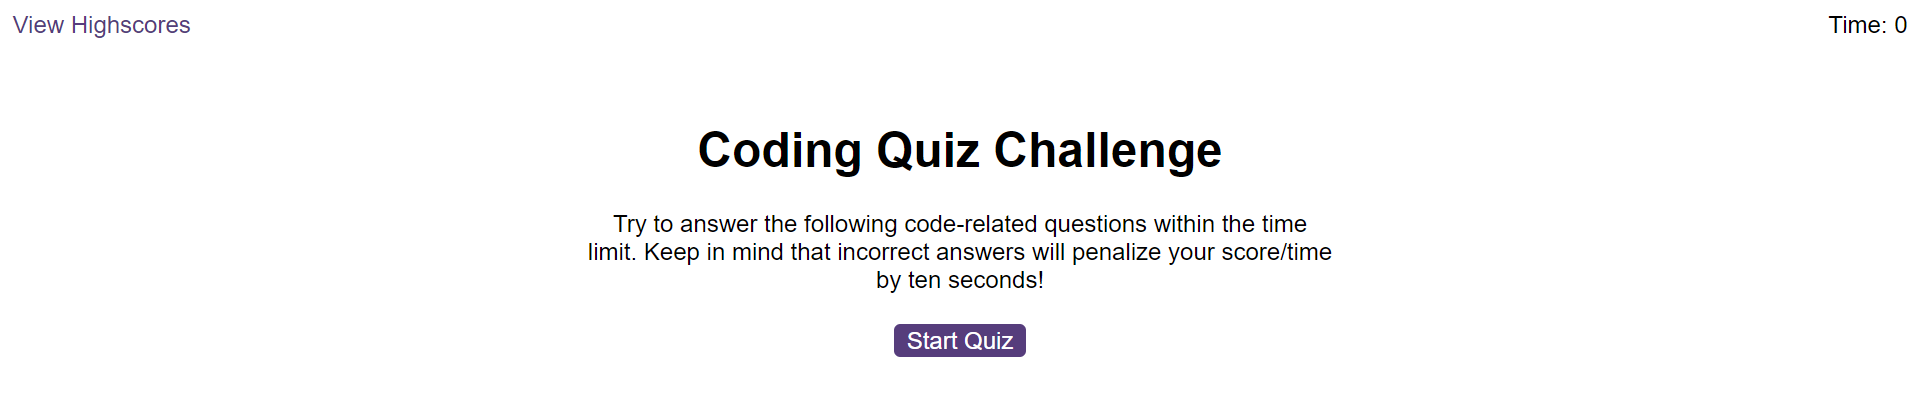 View Highscores
Time: 0
Coding Quiz Challenge
Try to answer the following code-related questions within the time
limit. Keep in mind that incorrect answers will penalize your score/time
by ten seconds!
Start Quiz